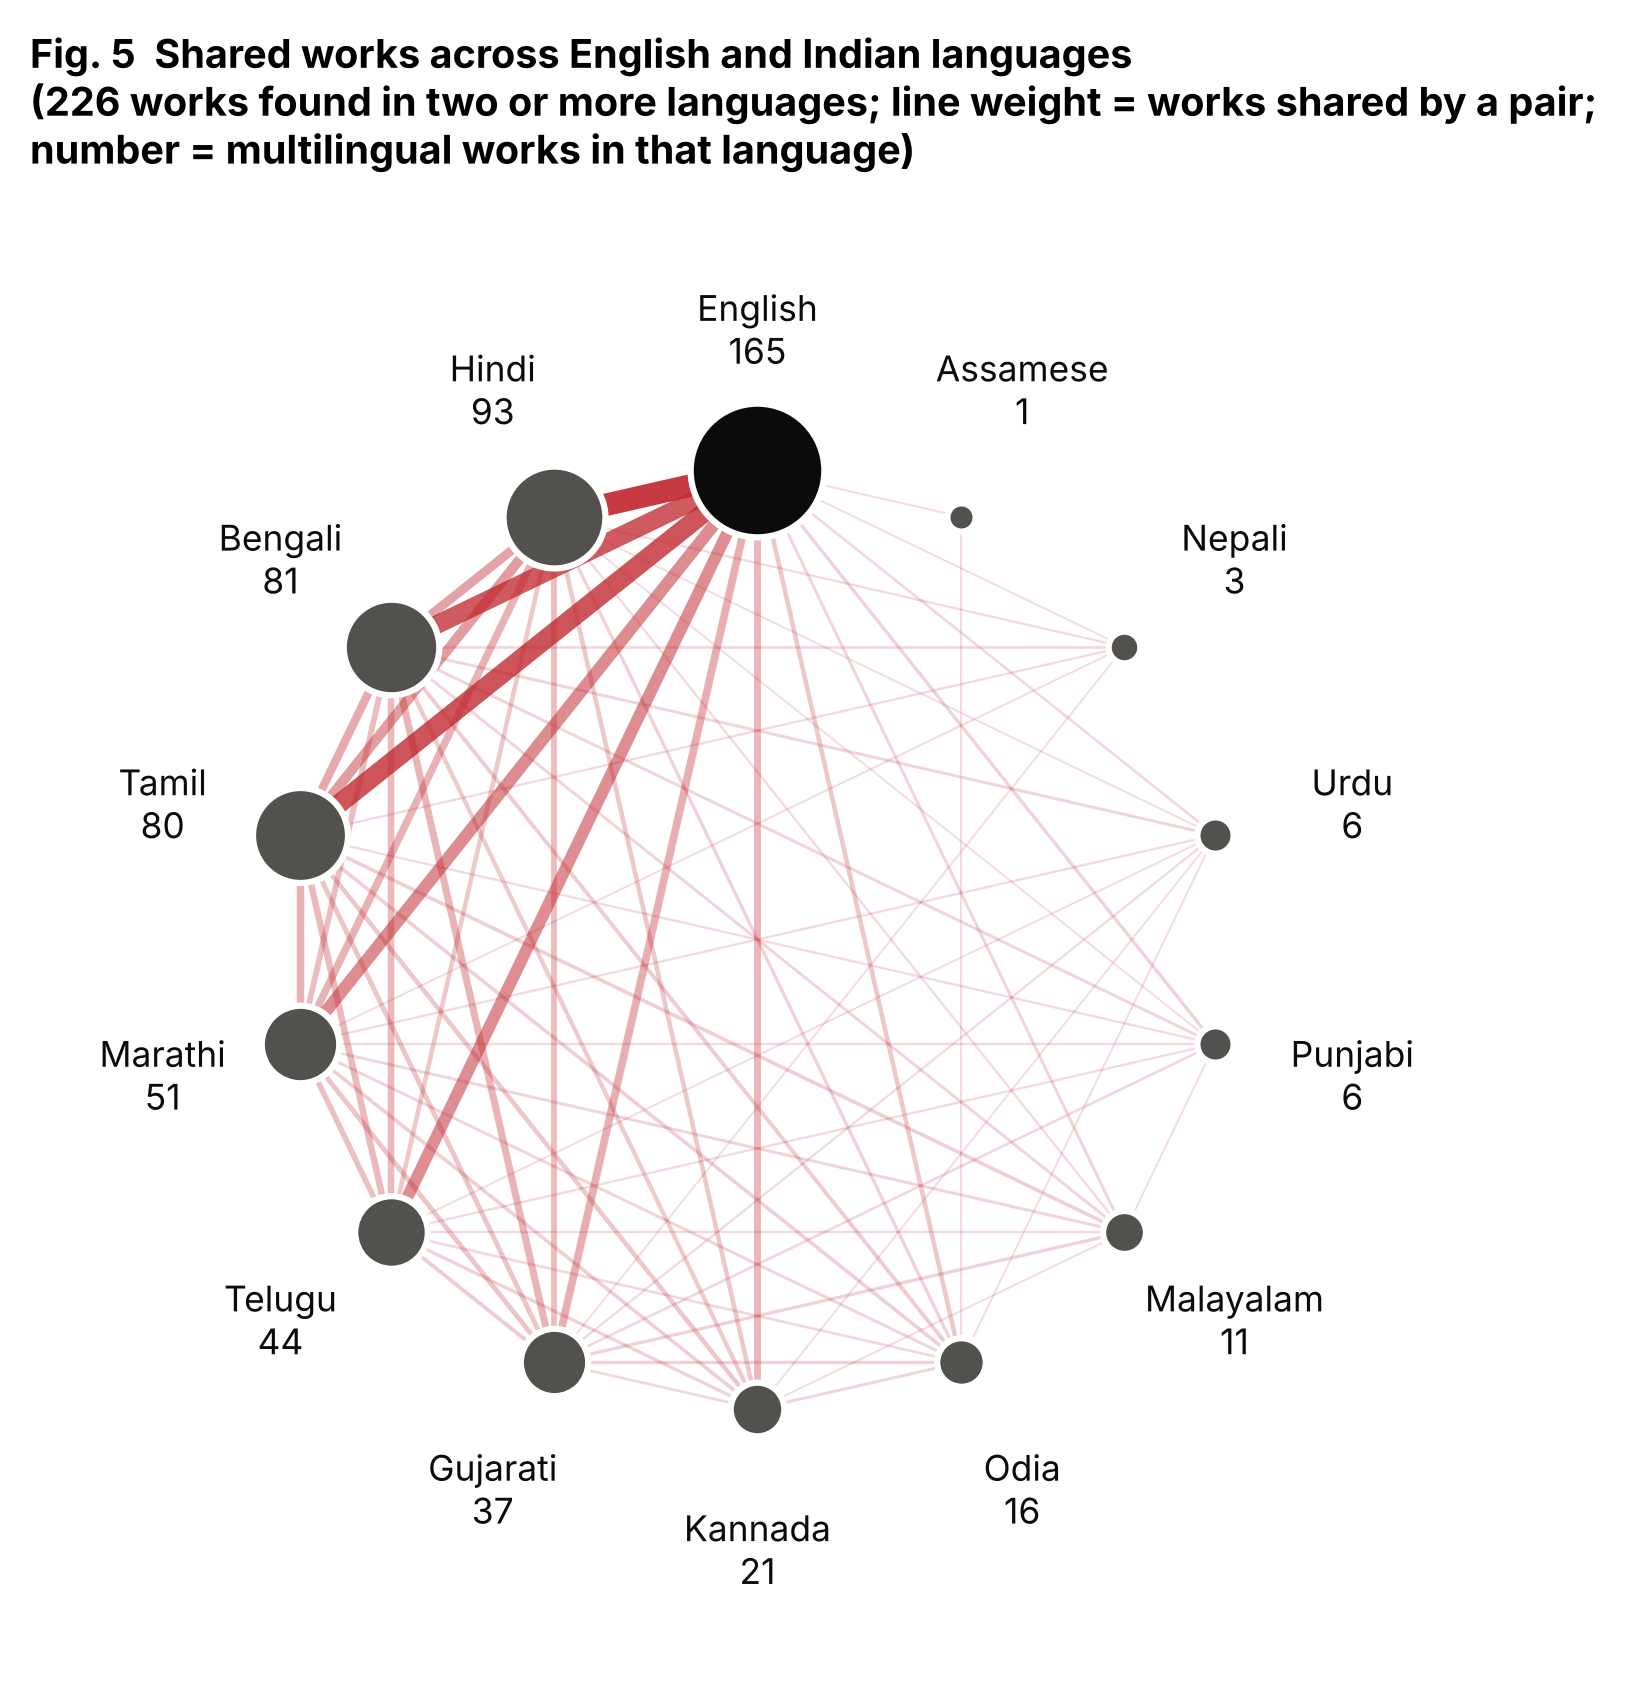 Fig. 5  Shared works across English and Indian languages
(226 works found in two or more languages; line weight = works shared by a pair;
number = multilingual works in that language)
English
165
Hindi
93
Assamese
1
Bengali
81
Nepali
3
Tamil
80
Urdu
6
Marathi
51
Punjabi
6
Telugu
44
Malayalam
11
Gujarati
37
Odia
16
Kannada
21